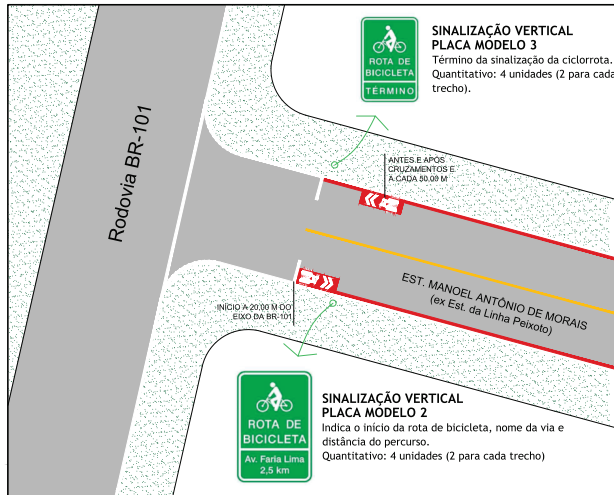 ROTA DE
BICICLETA
TÉRMINO
SINALIZAÇÃO VERTICAL
PLACA MODELO 3
Término da sinalização da ciclorrota.
Quantitativo: 4 unidades (2 para cada
trecho).
Rodovia BR-101
ANTES E APÓS
CRUZAMENTOS E
A CADA 50.00 M
EST. MANOEL ANTÔNIO DE MORAIS
(ex Est. da Linha Peixoto)
INÍCIO A 20.00 M DO
EIXO DA BR-101
ROTA DE
BICICLETA
Av. Faria Lima
2,5 km
SINALIZAÇÃO VERTICAL
PLACA MODELO 2
Indica o início da rota de bicicleta, nome da via e
distância do percurso.
Quantitativo: 4 unidades (2 para cada trecho)